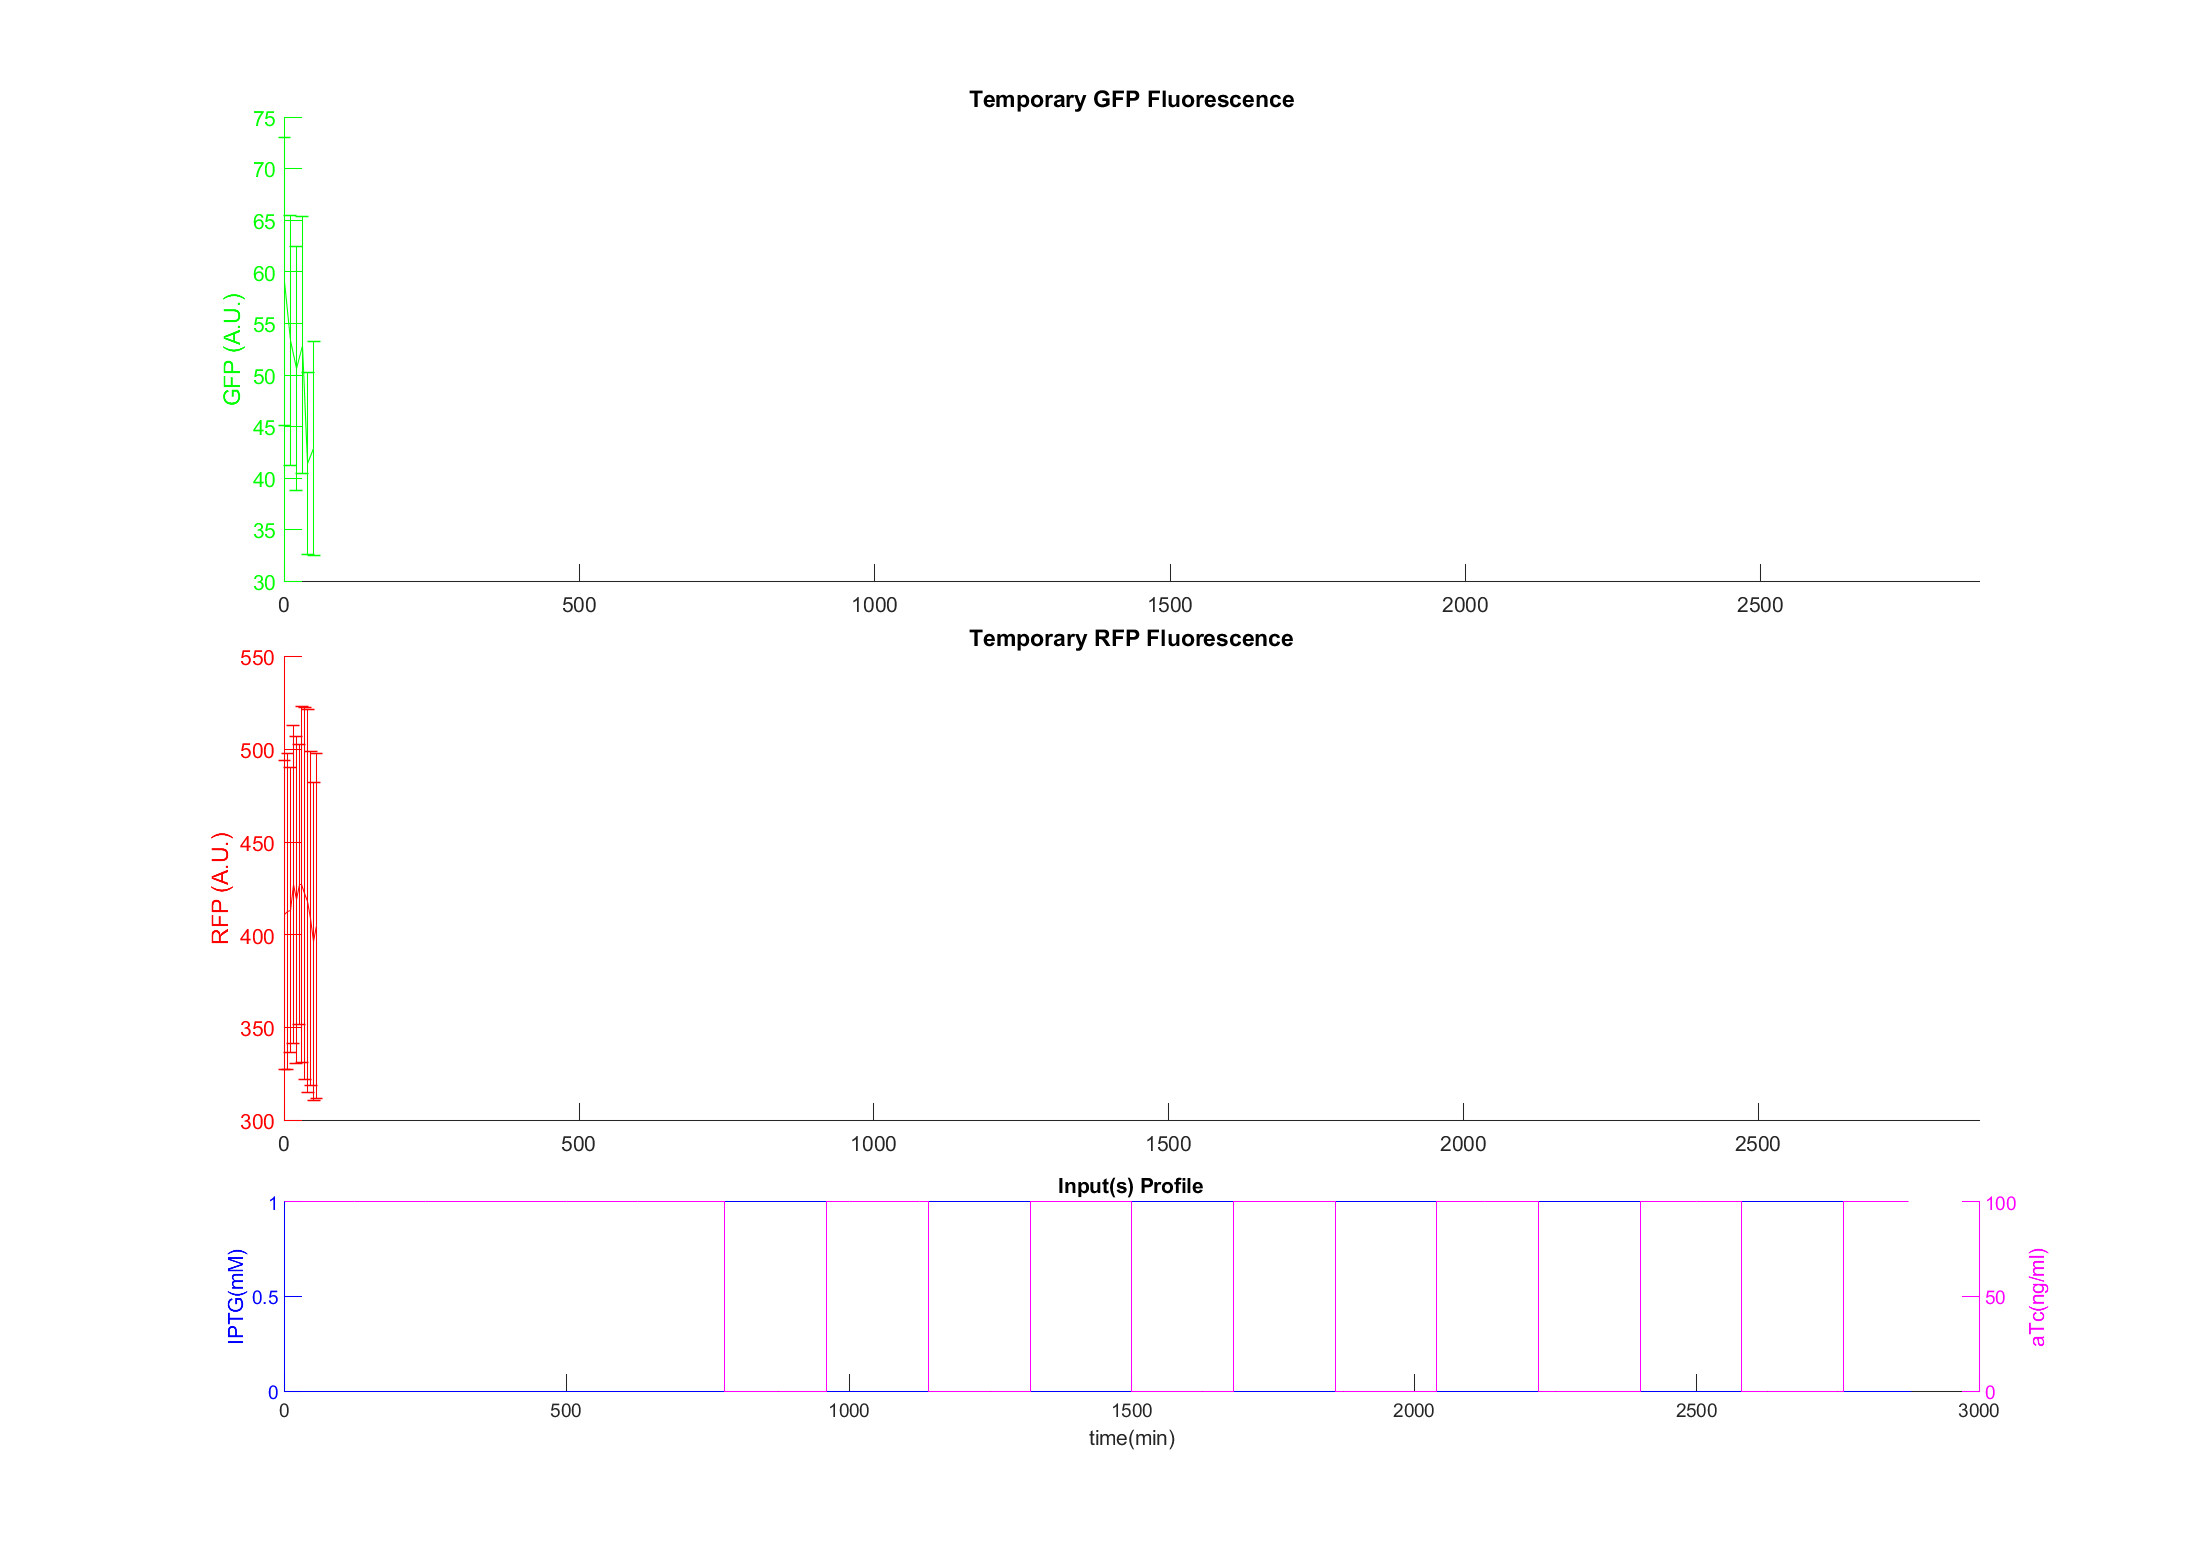 Temporary GFP Fluorescence
75
70
65
60
55
50
45
40
35
30
GFP (A.U.)
0 500 1000 1500 2000 2500
Temporary RFP Fluorescence
550
500
450
400
350
300
RFP (A.U.)
0 500 1000 1500 2000 2500
Input(s) Profile
1 100
0.5 50
0 0
IPTG(mM)
aTc(ng/ml)
0 500 1000 1500 2000 2500 3000
time(min)